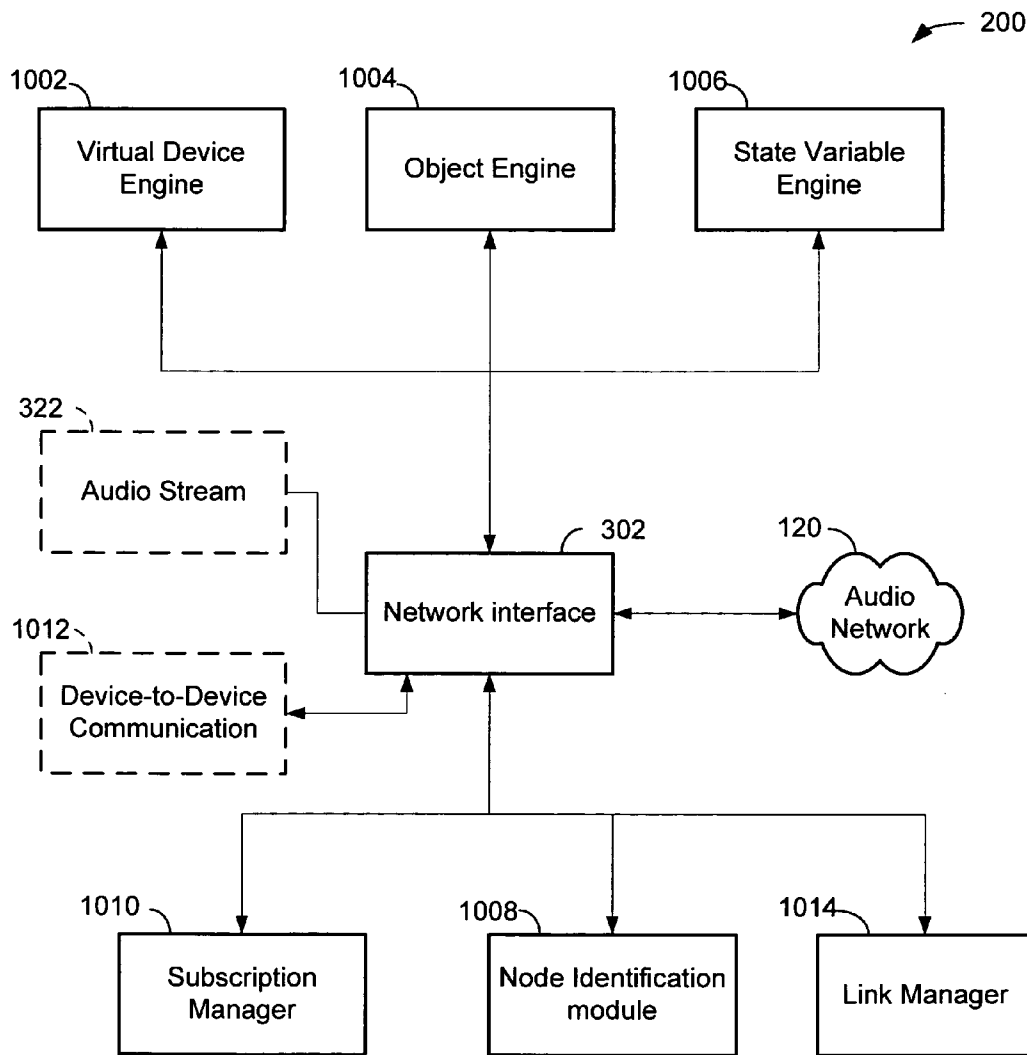 200
1002
1004
1006
Virtual Device
Engine
Object Engine
State Variable
Engine
322
Audio Stream
302
120
Network interface
Audio
Network
1012
Device-to-Device
Communication
1010
1008
1014
Subscription
Manager
Node Identification
module
Link Manager